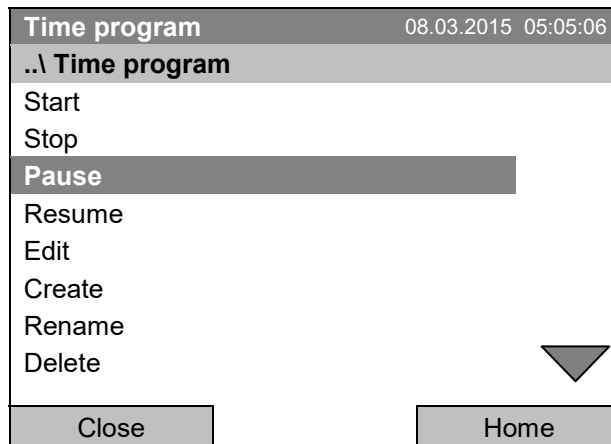 Time program 08.03.2015 05:05:06
..\ Time program
Start
Stop
Pause
Resume
Edit
Create
Rename
Delete
Close Home